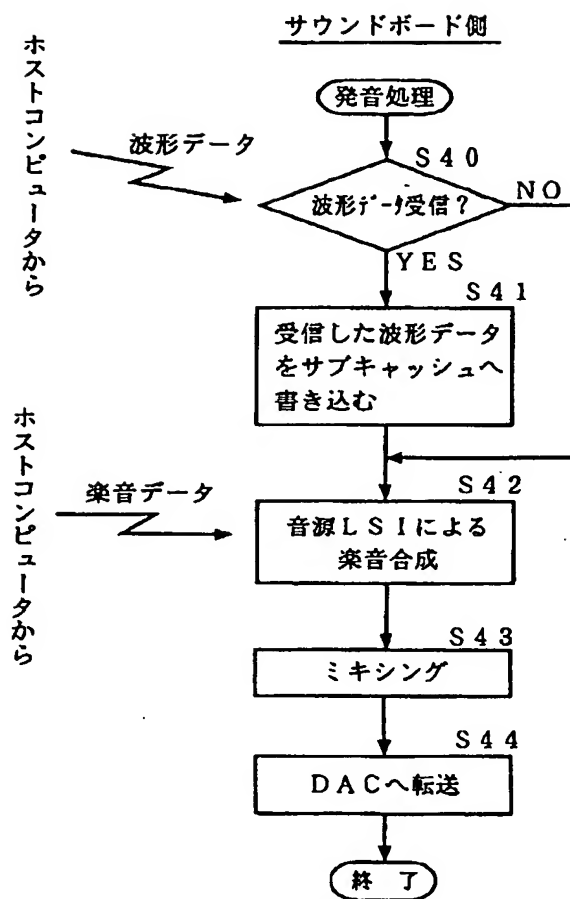 サウンドボード側
発音処理
ホストコンピュータから
波形データ
S40
波形データ受信?
NO
YES
S41
受信した波形データ
をサブキャッシュへ
書き込む
ホストコンピュータから
楽音データ
S42
音源LSIによる
楽音合成
S43
ミキシング
S44
DACへ転送
終了